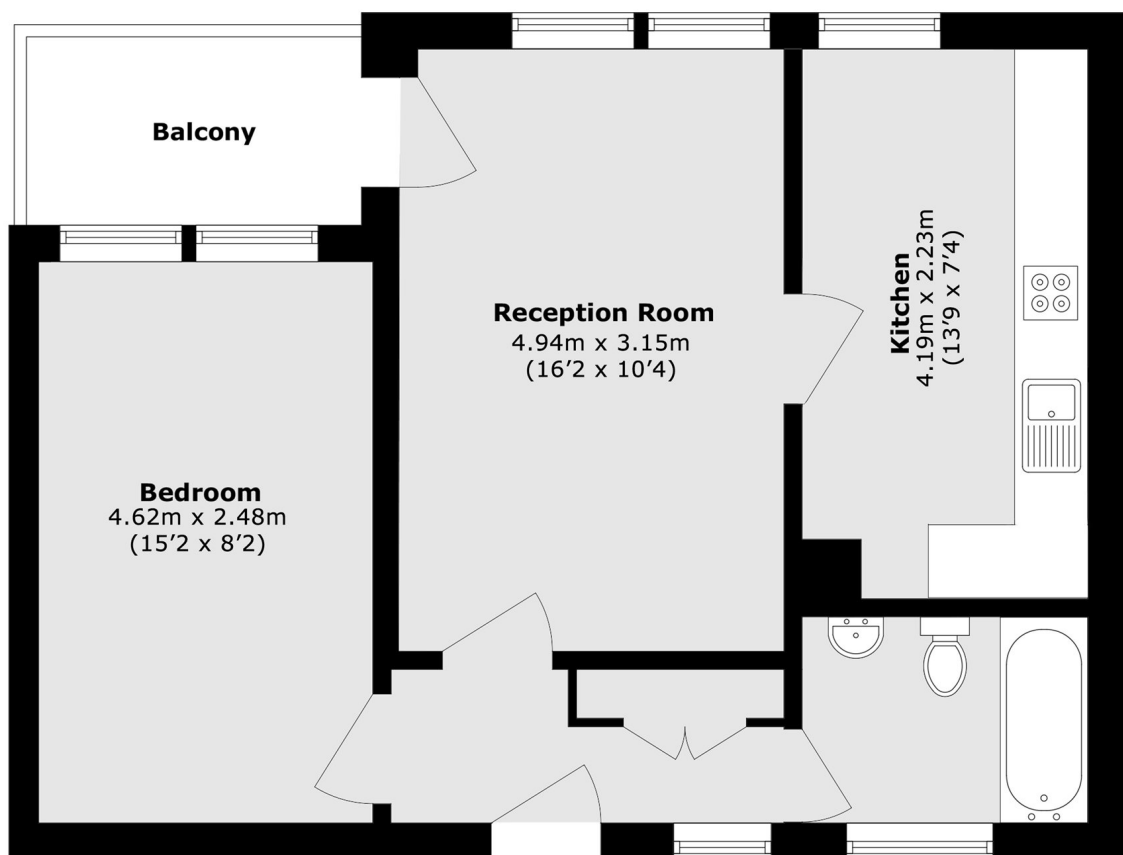 Balcony
Reception Room
4.94m x 3.15m
(16’2 x 10’4)
Kitchen
4.19m x 2.23m
(13’9 x 7’4)
Bedroom
4.62m x 2.48m
(15’2 x 8’2)